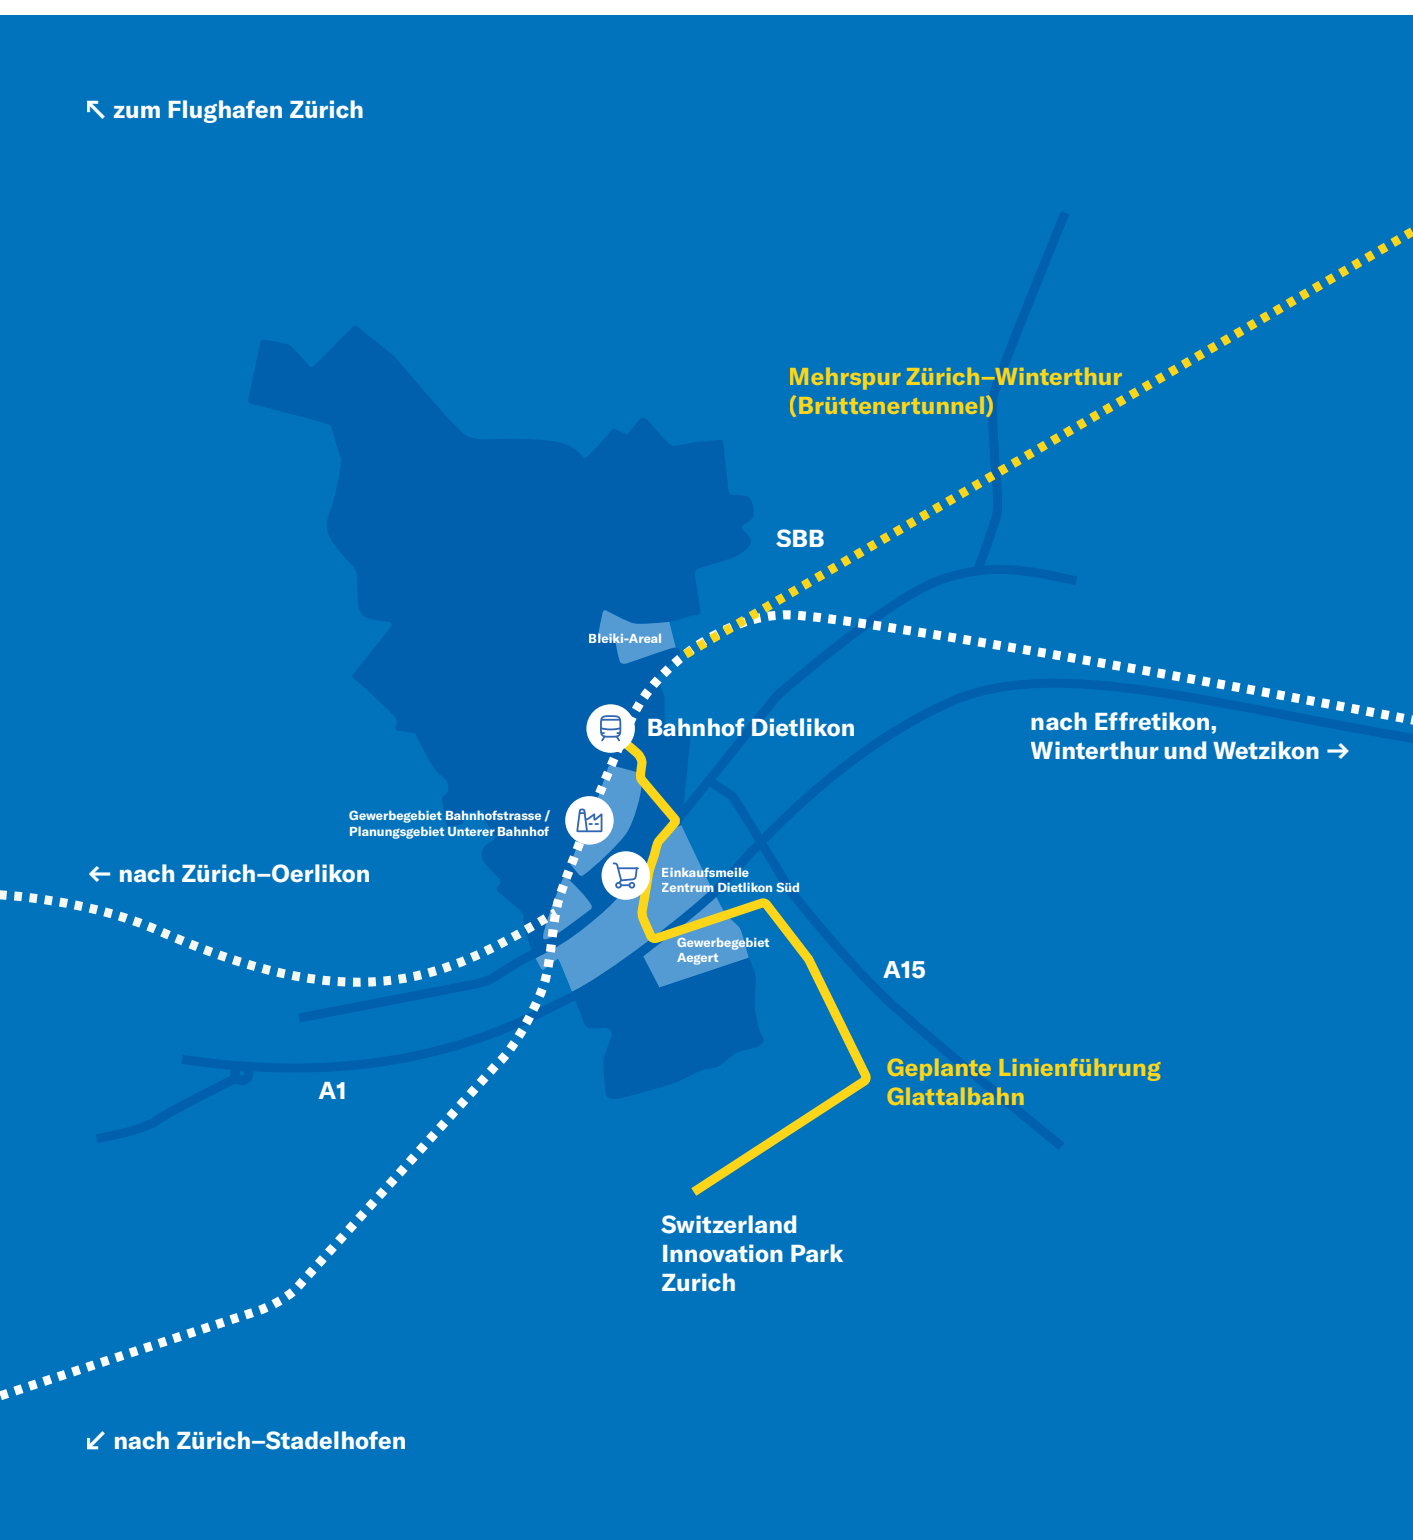 ↖ zum Flughafen Zürich
Mehrspur Zürich–Winterthur
(Brüttenertunnel)
SBB
Bleiki-Areal
Bahnhof Dietlikon
nach Effretikon,
Winterthur und Wetzikon →
Gewerbegebiet Bahnhofstrasse /
Planungsgebiet Unterer Bahnhof
← nach Zürich–Oerlikon
Einkaufsmeile
Zentrum Dietlikon Süd
Gewerbegebiet
Aegert
A15
Geplante Linienführung
Glattalbahn
A1
Switzerland
Innovation Park
Zurich
↙ nach Zürich–Stadelhofen